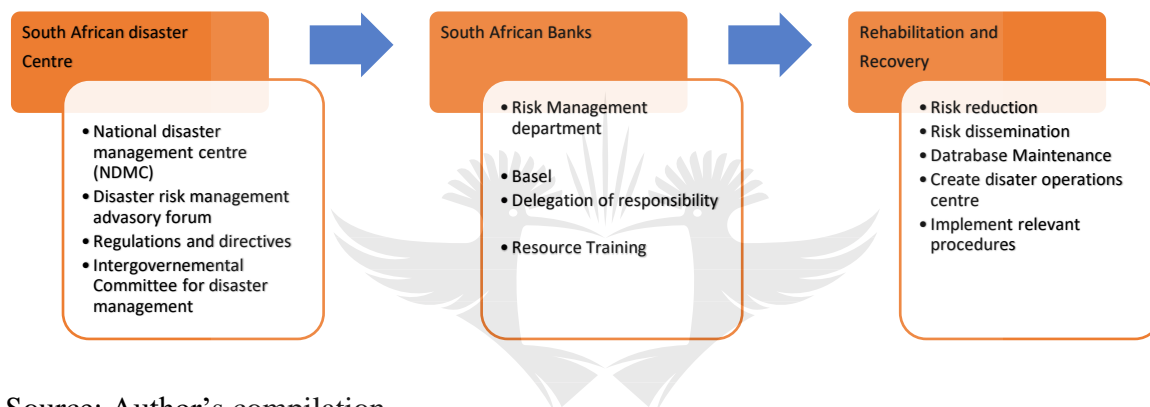 South African disaster
Centre
• National disaster
management centre
(NDMC)
• Disaster risk management
advasory forum
• Regulations and directives
• Intergovernemental
Committee for disaster
management
South African Banks
• Risk Management
department
• Basel
• Delegation of responsibility
• Resource Training
Rehabilitation and
Recovery
• Risk reduction
• Risk dissemination
• Datrabase Maintenance
• Create disater operations
centre
• Implement relevant
procedures
Source: Author's compilation